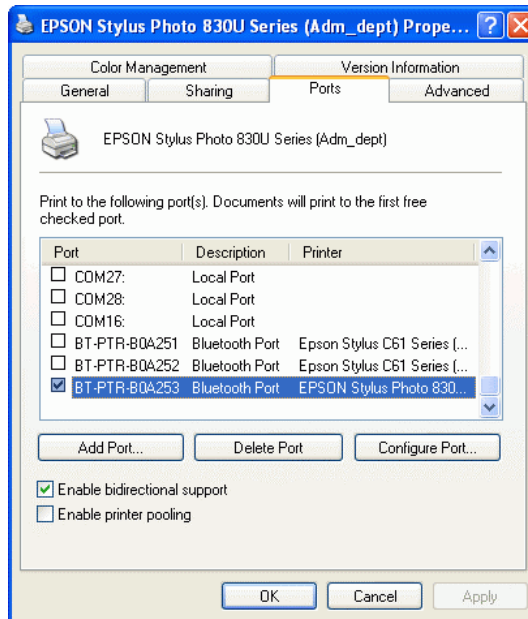 EPSON Stylus Photo 830U Series (Adm_dept) Prope... ?
Color Management Version Information
General Sharing Ports Advanced
EPSON Stylus Photo 830U Series (Adm_dept)
Print to the following port(s). Documents will print to the first free
checked port.
Port Description Printer
COM27: Local Port
COM28: Local Port
COM16: Local Port
BT-PTR-B0A251 Bluetooth Port Epson Stylus C61 Series (...
BT-PTR-B0A252 Bluetooth Port Epson Stylus C61 Series (...
BT-PTR-B0A253 Bluetooth Port EPSON Stylus Photo 830...
Add Port... Delete Port Configure Port...
Enable bidirectional support
Enable printer pooling
OK Cancel Apply